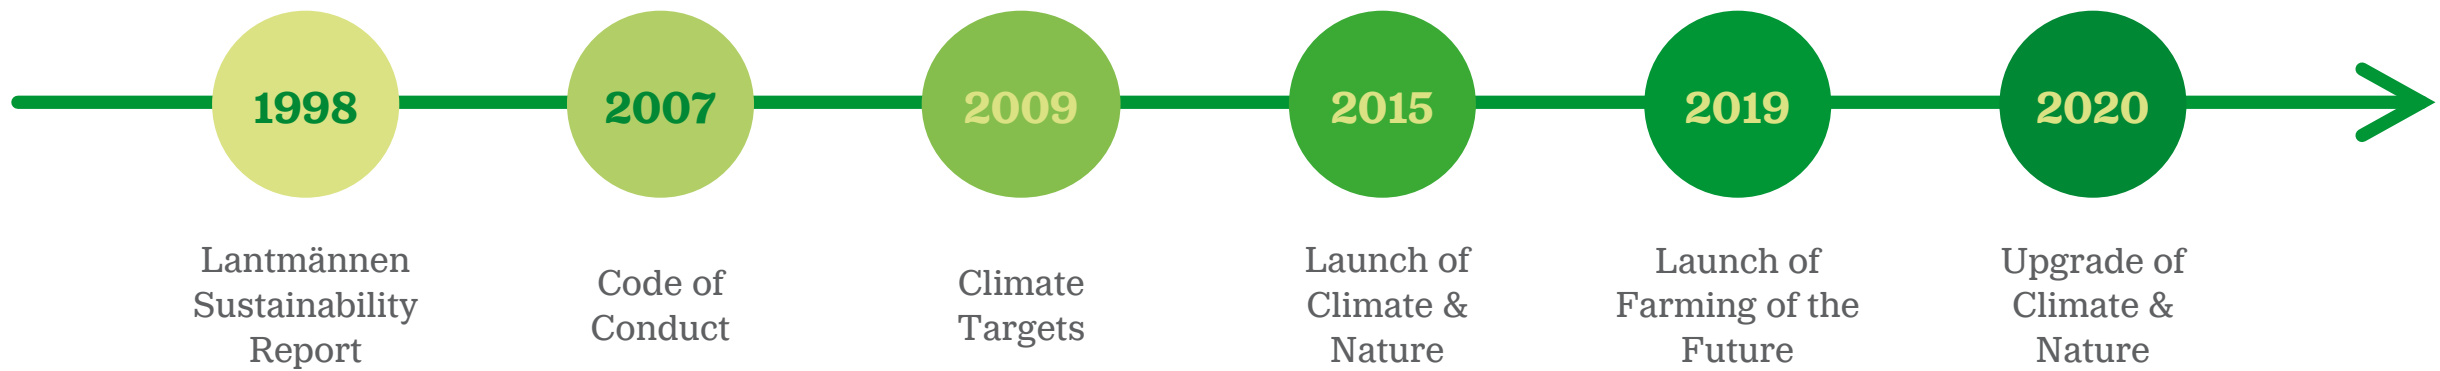 1998
2007
2009
2015
2019
2020
Lantmännen
Sustainability
Report
Code of
Conduct
Climate
Targets
Launch of
Climate &
Nature
Launch of
Farming of the
Future
Upgrade of
Climate &
Nature